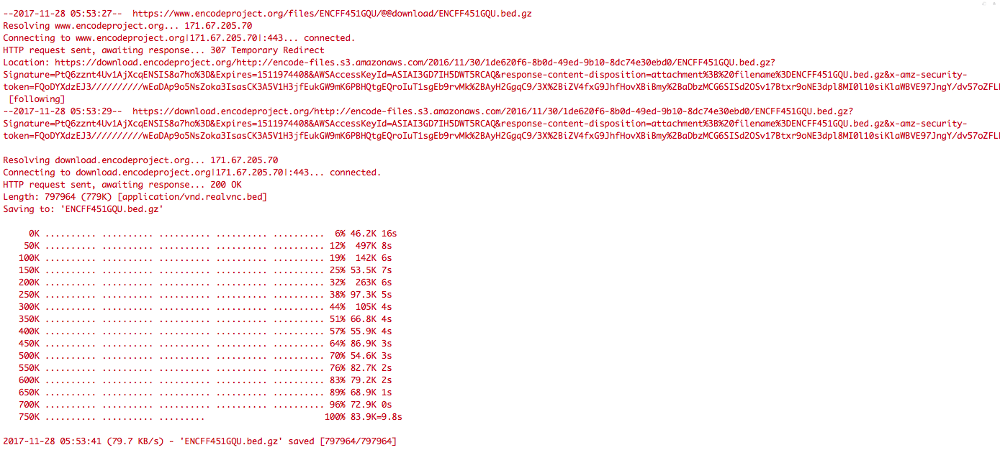 --2017-11-28 05:53:27--  https://www.encodeproject.org/files/ENCFF451GQU/@@download/ENCFF451GQU.bed.gz
Resolving www.encodeproject.org... 171.67.205.70
Connecting to www.encodeproject.org|171.67.205.70|:443... connected.
HTTP request sent, awaiting response... 307 Temporary Redirect
Location: https://download.encodeproject.org/http://encode-files.s3.amazonaws.com/2016/11/30/1de620f6-8b0d-49ed-9b10-8dc74e30ebd0/ENCFF451GQU.bed.gz?
Signature=PtQ6zznt4Uv1AjXcqENSIS8a7ho%3D&Expires=1511974408&AWSAccessKeyId=ASIAI3GD7IH5DWT5RCAQ&response-content-disposition=attachment%3B%20filename%3DENCFF451GQU.bed.gz&x-amz-security-
token=FQoDYXdzEJ3//////////wEaDAp9o5NsZoka3IsasCK3A5V1H3jfEukGW9mK6PBHQtgEQroIuT1sgEb9rvMk%2BAyH2GgqC9/3X%2BiZV4fxG9JhfHovXBiBmy%2BaDbzMCG6SISd2OSv17Btxr9oNE3dpl8MI0l10siKlaWBVE97JngY/dv57oZFL
[following]
--2017-11-28 05:53:29--  https://download.encodeproject.org/http://encode-files.s3.amazonaws.com/2016/11/30/1de620f6-8b0d-49ed-9b10-8dc74e30ebd0/ENCFF451GQU.bed.gz?
Signature=PtQ6zznt4Uv1AjXcqENSIS8a7ho%3D&Expires=1511974408&AWSAccessKeyId=ASIAI3GD7IH5DWT5RCAQ&response-content-disposition=attachment%3B%20filename%3DENCFF451GQU.bed.gz&x-amz-security-
token=FQoDYXdzEJ3//////////wEaDAp9o5NsZoka3IsasCK3A5V1H3jfEukGW9mK6PBHQtgEQroIuT1sgEb9rvMk%2BAyH2GgqC9/3X%2BiZV4fxG9JhfHovXBiBmy%2BaDbzMCG6SISd2OSv17Btxr9oNE3dpl8MI0l10siKlaWBVE97JngY/dv57oZFL
Resolving download.encodeproject.org... 171.67.205.70
Connecting to download.encodeproject.org|171.67.205.70|:443... connected.
HTTP request sent, awaiting response... 200 OK
Length: 797964 (779K) [application/vnd.realvnc.bed]
Saving to: 'ENCFF451GQU.bed.gz'
0K .......... .......... .......... .......... ..........  6% 46.2K 16s
50K .......... .......... .......... .......... .......... 12%  497K 8s
100K .......... .......... .......... .......... .......... 19%  142K 6s
150K .......... .......... .......... .......... .......... 25% 53.5K 7s
200K .......... .......... .......... .......... .......... 32%  263K 6s
250K .......... .......... .......... .......... .......... 38% 97.3K 5s
300K .......... .......... .......... .......... .......... 44%  105K 4s
350K .......... .......... .......... .......... .......... 51% 66.8K 4s
400K .......... .......... .......... .......... .......... 57% 55.9K 4s
450K .......... .......... .......... .......... .......... 64% 86.9K 3s
500K .......... .......... .......... .......... .......... 70% 54.6K 3s
550K .......... .......... .......... .......... .......... 76% 82.7K 2s
600K .......... .......... .......... .......... .......... 83% 79.2K 2s
650K .......... .......... .......... .......... .......... 89% 68.9K 1s
700K .......... .......... .......... .......... .......... 96% 72.9K 0s
750K .......... .......... .........                       100% 83.9K=9.8s
2017-11-28 05:53:41 (79.7 KB/s) - 'ENCFF451GQU.bed.gz' saved [797964/797964]